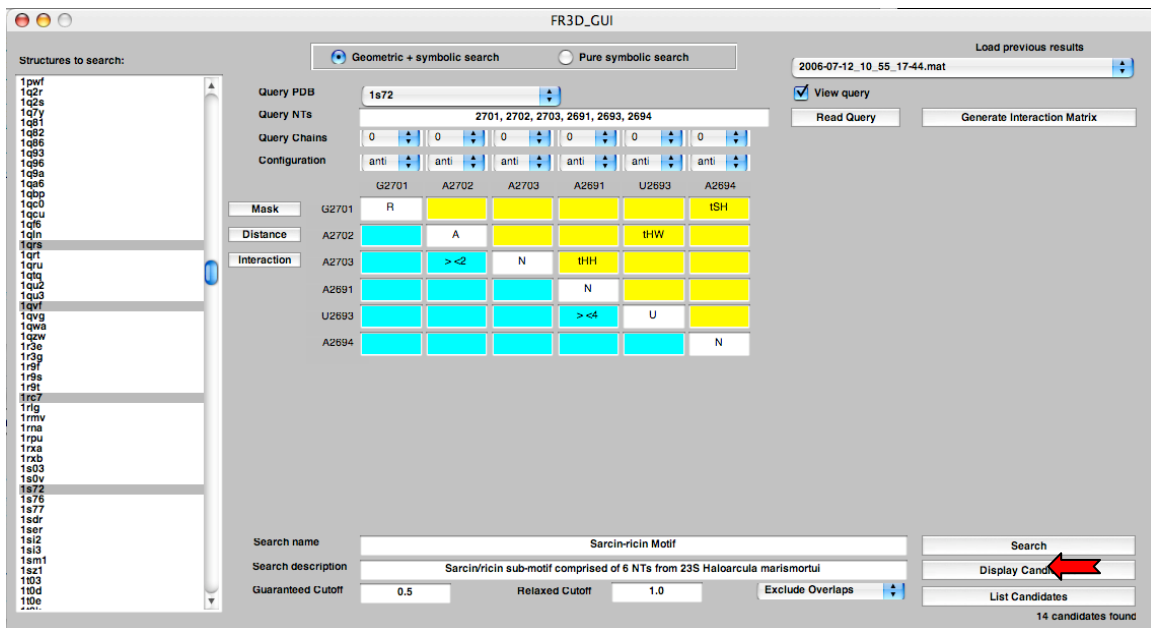 FR3D_GUI
Structures to search:
Geometric + symbolic search
Pure symbolic search
Load previous results
2006-07-12_10_55_17-44.mat
View query
Read Query
Generate Interaction Matrix
Query PDB
1s72
Query NTs
2701, 2702, 2703, 2691, 2693, 2694
Query Chains
0 0 0 0 0 0
Configuration
anti anti anti anti anti anti
G2701 A2702 A2703 A2691 U2693 A2694
Mask G2701 R tSH
Distance A2702 A tHW
Interaction A2703 > <2 N tHH
A2691 N
U2693 > <4 U
A2694 N
1pwf
1q2r
1q2s
1q7y
1q81
1q82
1q86
1q93
1q96
1q9a
1qa6
1qbp
1qc0
1qcu
1qf6
1qln
1qrs
1qrt
1qru
1qtq
1qu2
1qu3
1qvf
1qvg
1qwa
1qzw
1r3e
1r3g
1r9f
1r9s
1r9t
1rc7
1rlg
1rmv
1rna
1rpu
1rxa
1rxb
1s03
1s0v
1s72
1s76
1s77
1sdr
1ser
1si2
1si3
1sm1
1sz1
1t03
1t0d
1t0e
Search name
Sarcin-ricin Motif
Search
Search description
Sarcin/ricin sub-motif comprised of 6 NTs from 23S Haloarcula marismortui
Display
Guaranteed Cutoff
0.5
Relaxed Cutoff
1.0
Exclude Overlaps
List Candidates
14 candidates found